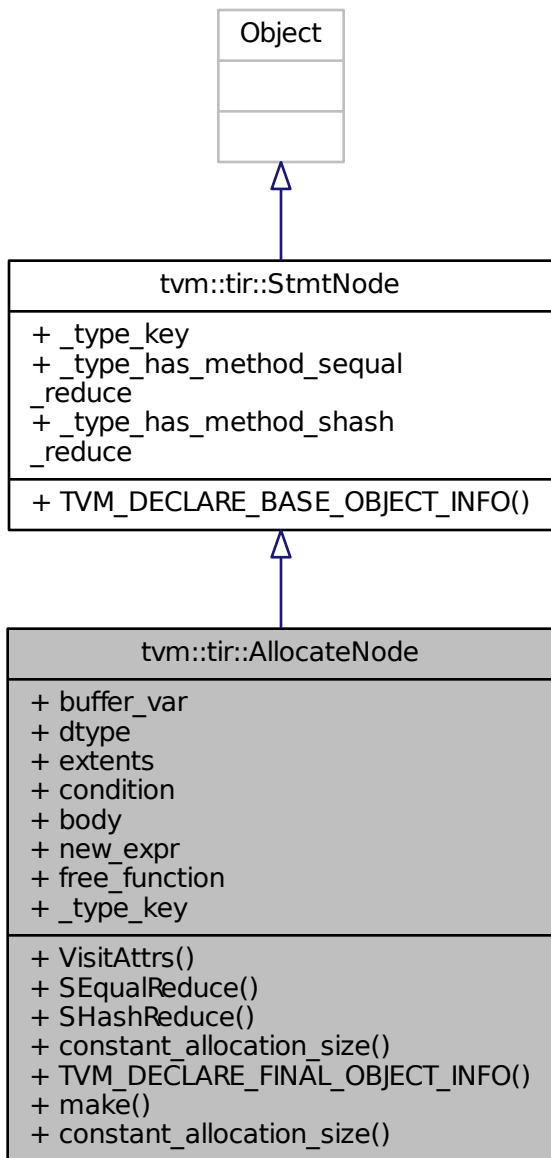 Object
tvm::tir::StmtNode
+ _type_key
+ _type_has_method_sequal
_reduce
+ _type_has_method_shash
_reduce
+ TVM_DECLARE_BASE_OBJECT_INFO()
tvm::tir::AllocateNode
+ buffer_var
+ dtype
+ extents
+ condition
+ body
+ new_expr
+ free_function
+ _type_key
+ VisitAttrs()
+ SEqualReduce()
+ SHashReduce()
+ constant_allocation_size()
+ TVM_DECLARE_FINAL_OBJECT_INFO()
+ make()
+ constant_allocation_size()